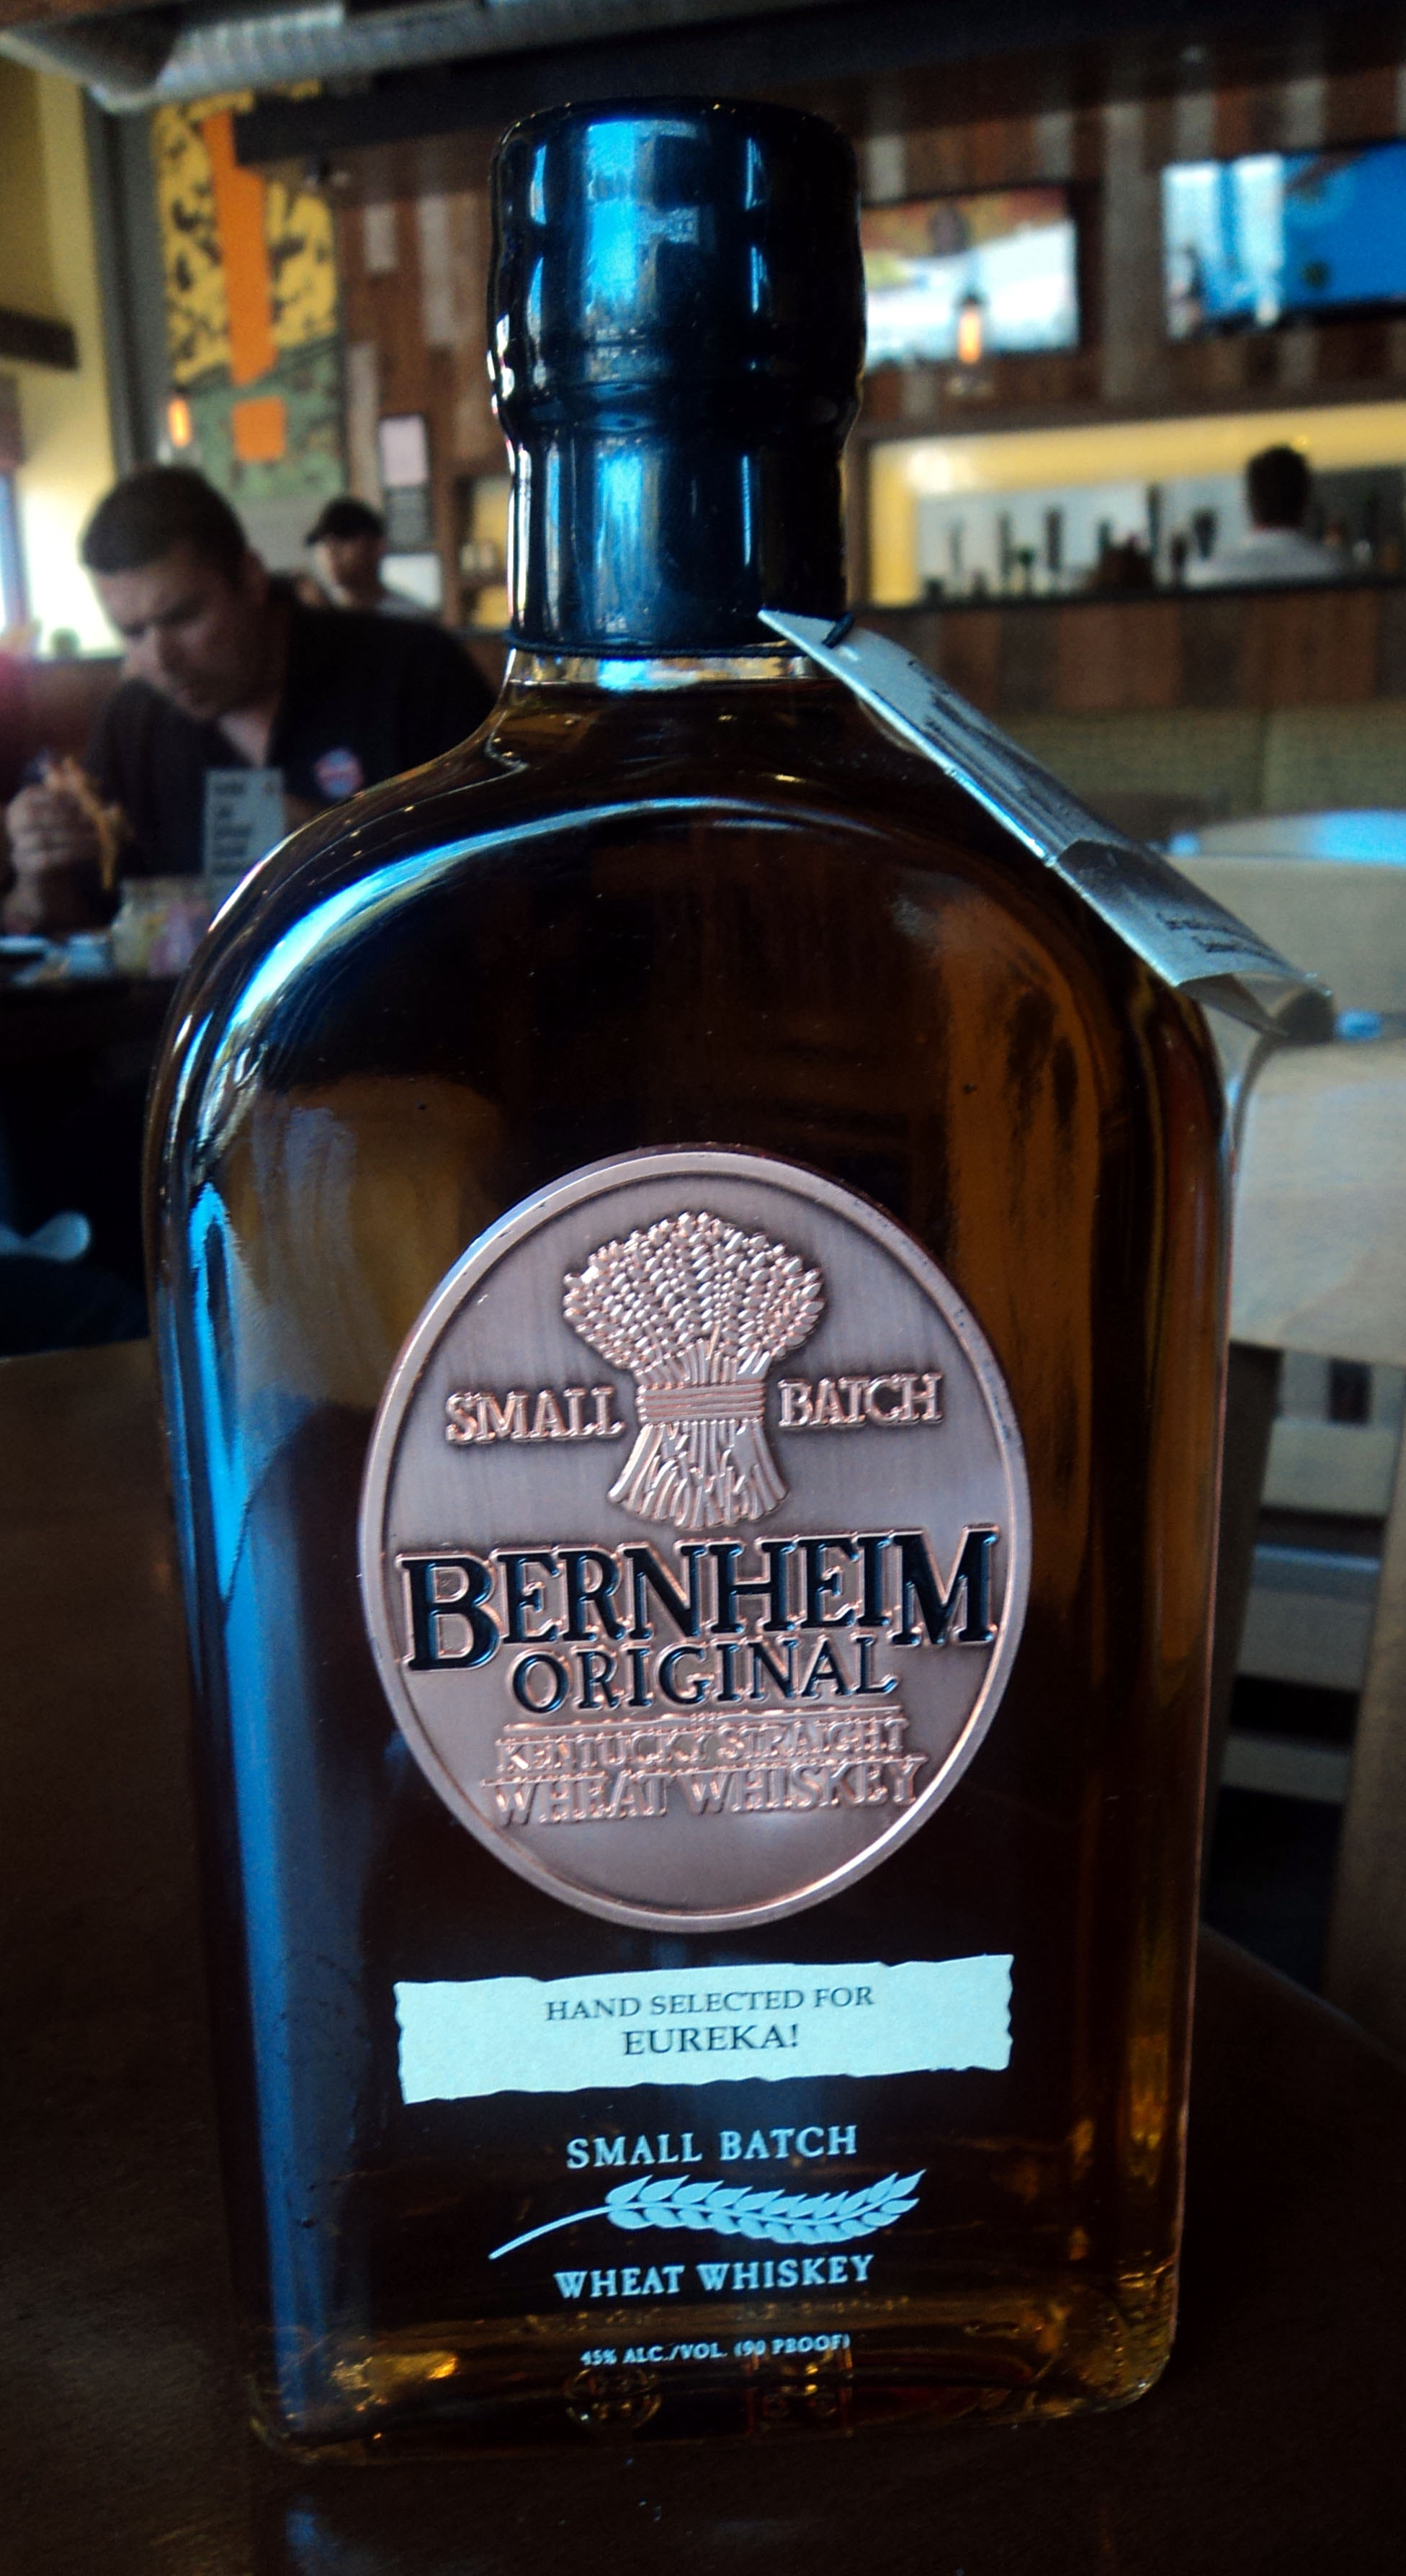 SMALL BATCH
BERNHEIM
ORIGINAL
KENTUCKY STRAIGHT
WHEAT WHISKEY
HAND SELECTED FOR
EUREKA!
SMALL BATCH
WHEAT WHISKEY
45% ALC./VOL. (90 PROOF)